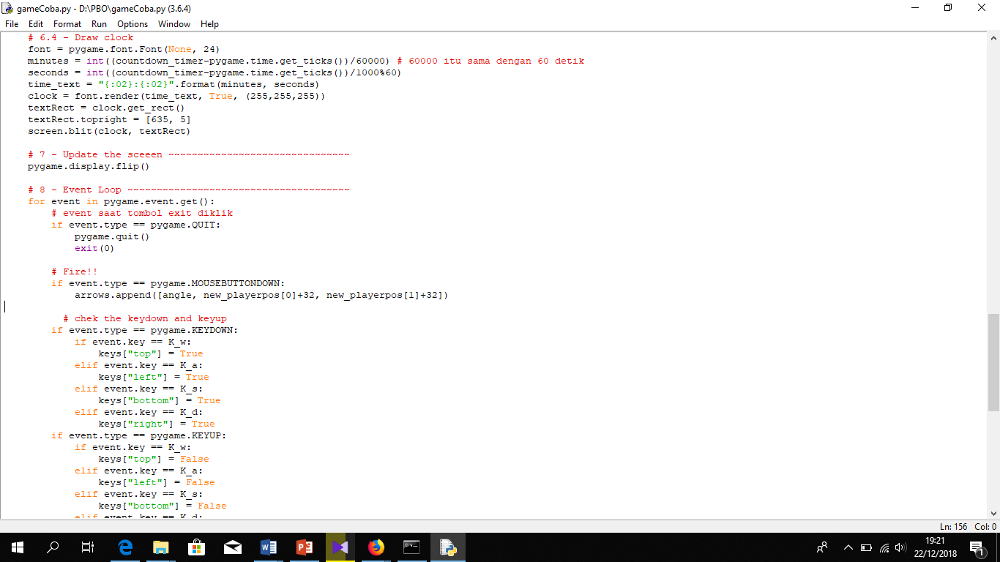 gameCoba.py - D:\PBO\gameCoba.py (3.6.4)
File Edit Format Run Options Window Help
# 6.4 - Draw clock
font = pygame.font.Font(None, 24)
minutes = int((countdown_timer-pygame.time.get_ticks())/60000) # 60000 itu sama dengan 60 detik
seconds = int((countdown_timer-pygame.time.get_ticks())/1000%60)
time_text = "{:02}:{:02}".format(minutes, seconds)
clock = font.render(time_text, True, (255,255,255))
textRect = clock.get_rect()
textRect.topright = [635, 5]
screen.blit(clock, textRect)
# 7 - Update the sceeen ~~~~~~~~~~~~~~~~~~~~~~~~~~~~~~~
pygame.display.flip()
# 8 - Event Loop ~~~~~~~~~~~~~~~~~~~~~~~~~~~~~~~~~~~~~~
for event in pygame.event.get():
# event saat tombol exit diklik
if event.type == pygame.QUIT:
pygame.quit()
exit(0)
# Fire!!
if event.type == pygame.MOUSEBUTTONDOWN:
arrows.append([angle, new_playerpos[0]+32, new_playerpos[1]+32])
# chek the keydown and keyup
if event.type == pygame.KEYDOWN:
if event.key == K_w:
keys["top"] = True
elif event.key == K_a:
keys["left"] = True
elif event.key == K_s:
keys["bottom"] = True
elif event.key == K_d:
keys["right"] = True
if event.type == pygame.KEYUP:
if event.key == K_w:
keys["top"] = False
elif event.key == K_a:
keys["left"] = False
elif event.key == K_s:
keys["bottom"] = False
elif event.key == K_d:
Ln: 156 Col: 0
19:21
22/12/2018
1